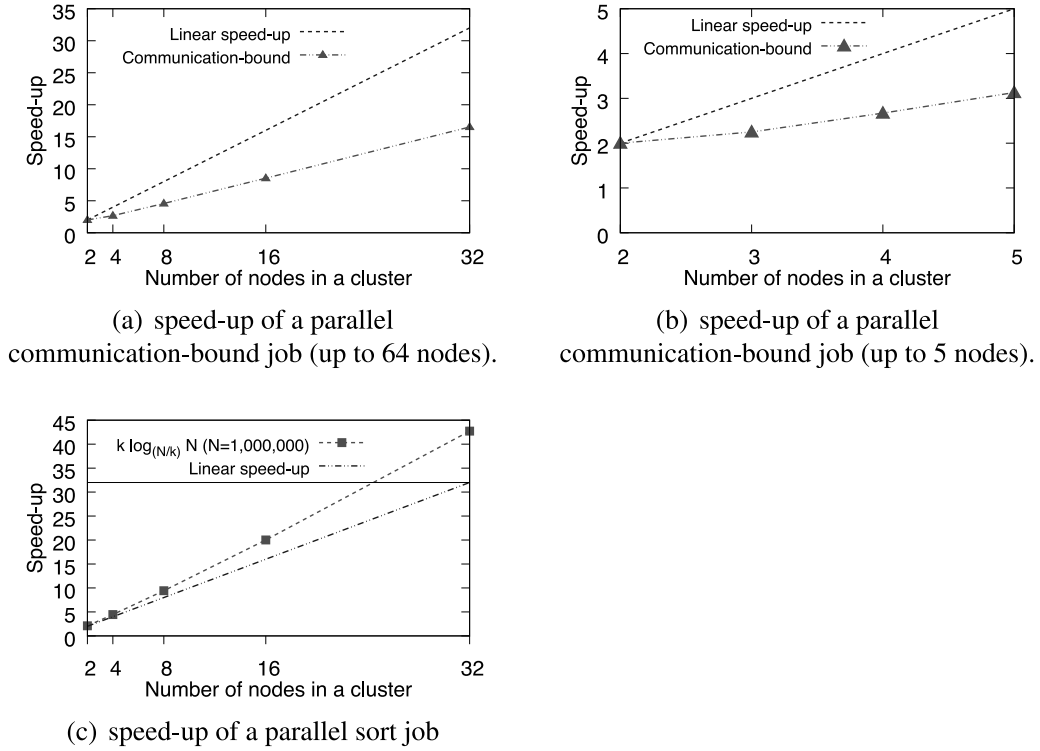 35
30
25
20
15
10
5
0
Speed-up
Linear speed-up
Communication-bound
2 4 8 16 32
Number of nodes in a cluster
(a) speed-up of a parallel
communication-bound job (up to 64 nodes).
5
4
3
2
1
0
Speed-up
Linear speed-up
Communication-bound
2 3 4 5
Number of nodes in a cluster
(b) speed-up of a parallel
communication-bound job (up to 5 nodes).
45
40
35
30
25
20
15
10
5
0
Speed-up
k log(N/k) N (N=1,000,000)
Linear speed-up
2 4 8 16 32
Number of nodes in a cluster
(c) speed-up of a parallel sort job